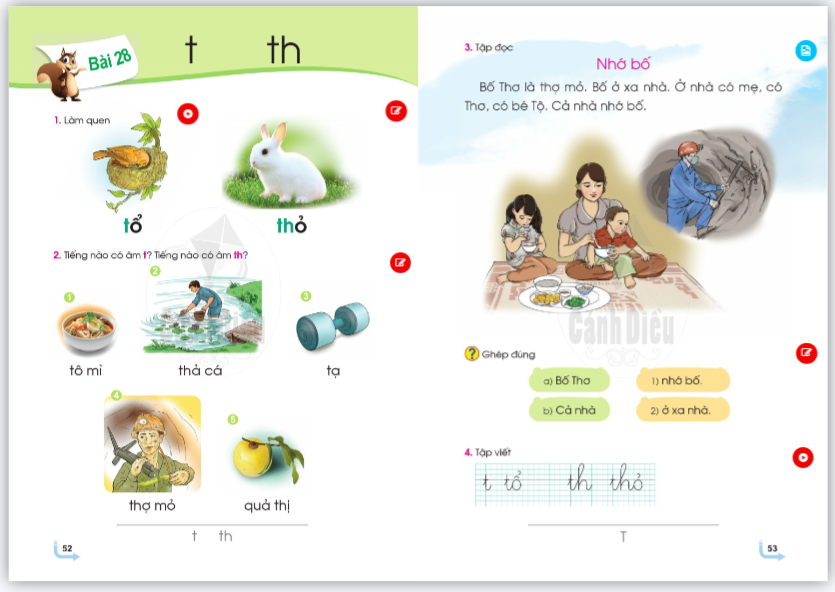 Bài 28
t th
1. Làm quen
tổ
thỏ
2. Tiếng nào có âm t? Tiếng nào có âm th?
1
2
3
tô mì
thả cá
tạ
4
5
thợ mỏ
quả thị
t th
52
3. Tập đọc
Nhớ bố
Bố Thơ là thợ mỏ. Bố ở xa nhà. Ở nhà có mẹ, có
Thơ, có bé Tộ. Cả nhà nhớ bố.
Cánh Diều
? Ghép đúng
a) Bố Thơ
1) nhớ bố.
b) Cả nhà
2) ở xa nhà.
4. Tập viết
t tổ th thỏ
T
53